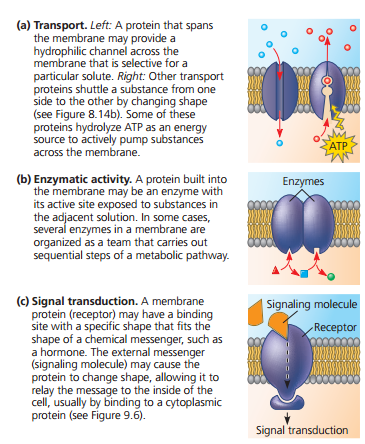 (a) Transport. Left: A protein that spans
the membrane may provide a
hydrophilic channel across the
membrane that is selective for a
particular solute. Right: Other transport
proteins shuttle a substance from one
side to the other by changing shape
(see Figure 8.14b). Some of these
proteins hydrolyze ATP as an energy
source to actively pump substances
across the membrane.
ATP
(b) Enzymatic activity. A protein built into
the membrane may be an enzyme with
its active site exposed to substances in
the adjacent solution. In some cases,
several enzymes in a membrane are
organized as a team that carries out
sequential steps of a metabolic pathway.
Enzymes
(c) Signal transduction. A membrane
protein (receptor) may have a binding
site with a specific shape that fits the
shape of a chemical messenger, such as
a hormone. The external messenger
(signaling molecule) may cause the
protein to change shape, allowing it to
relay the message to the inside of the
cell, usually by binding to a cytoplasmic
protein (see Figure 9.6).
Signaling molecule
Receptor
Signal transduction